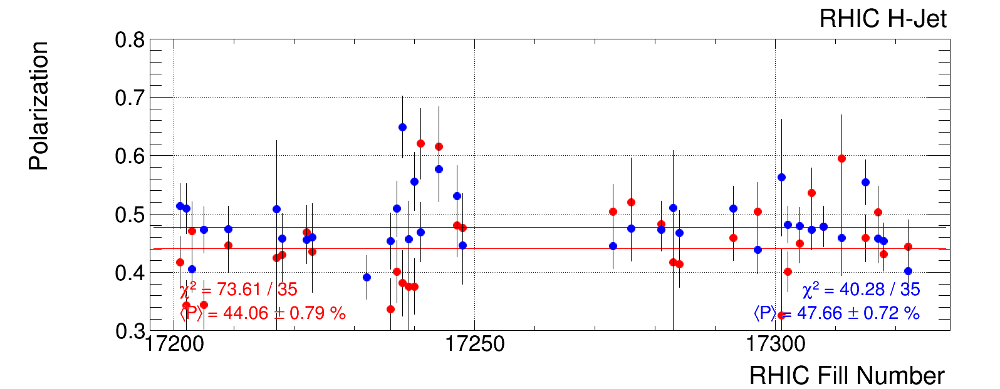 RHIC H-Jet
Polarization
0.8
0.7
0.6
0.5
0.4
0.3
χ² = 73.61 / 35
⟨P⟩ = 44.06 ± 0.79 %
χ² = 40.28 / 35
⟨P⟩ = 47.66 ± 0.72 %
17200 17250 17300
RHIC Fill Number